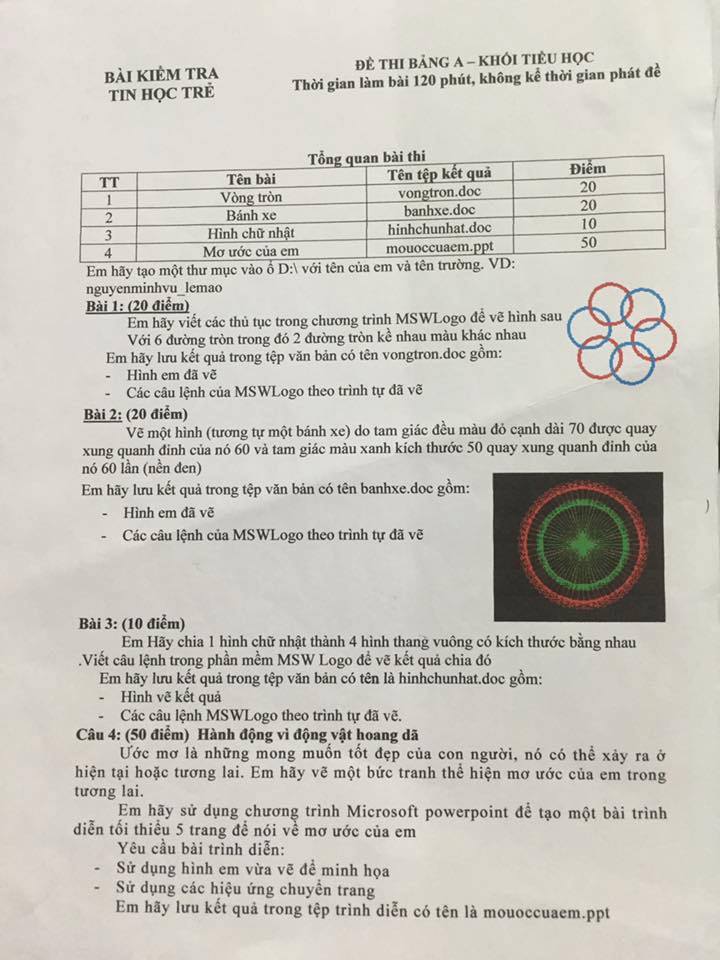 BÀI KIỂM TRA
TIN HỌC TRẺ
ĐỀ THI BẢNG A – KHỐI TIỂU HỌC
Thời gian làm bài 120 phút, không kể thời gian phát đề
Tổng quan bài thi
TT Tên bài Tên tệp kết quả Điểm
1 Vòng tròn vongtron.doc 20
2 Bánh xe banhxe.doc 20
3 Hình chữ nhật hinhchunhat.doc 10
4 Mơ ước của em mouoccuaem.ppt 50
Em hãy tạo một thư mục vào ổ D:\ với tên của em và tên trường. VD:
nguyenminhvu_lemao
Bài 1: (20 điểm)
Em hãy viết các thủ tục trong chương trình MSWLogo để vẽ hình sau
Với 6 đường tròn trong đó 2 đường tròn kề nhau màu khác nhau
Em hãy lưu kết quả trong tệp văn bản có tên vongtron.doc gồm:
- Hình em đã vẽ
- Các câu lệnh của MSWLogo theo trình tự đã vẽ
Bài 2: (20 điểm)
Vẽ một hình (tương tự một bánh xe) do tam giác đều màu đỏ cạnh dài 70 được quay
xung quanh đỉnh của nó 60 và tam giác màu xanh kích thước 50 quay xung quanh đỉnh của
nó 60 lần (nền đen)
Em hãy lưu kết quả trong tệp văn bản có tên banhxe.doc gồm:
- Hình em đã vẽ
- Các câu lệnh của MSWLogo theo trình tự đã vẽ
Bài 3: (10 điểm)
Em Hãy chia 1 hình chữ nhật thành 4 hình thang vuông có kích thước bằng nhau
.Viết câu lệnh trong phần mềm MSW Logo để vẽ kết quả chia đó
Em hãy lưu kết quả trong tệp văn bản có tên là hinhchunhat.doc gồm:
- Hình vẽ kết quả
- Các câu lệnh MSWLogo theo trình tự đã vẽ.
Câu 4: (50 điểm) Hành động vì động vật hoang dã
Ước mơ là những mong muốn tốt đẹp của con người, nó có thể xảy ra ở
hiện tại hoặc tương lai. Em hãy vẽ một bức tranh thể hiện mơ ước của em trong
tương lai.
Em hãy sử dụng chương trình Microsoft powerpoint để tạo một bài trình
diễn tối thiểu 5 trang để nói về mơ ước của em
Yêu cầu bài trình diễn:
- Sử dụng hình em vừa vẽ để minh họa
- Sử dụng các hiệu ứng chuyển trang
Em hãy lưu kết quả trong tệp trình diễn có tên là mouoccuaem.ppt